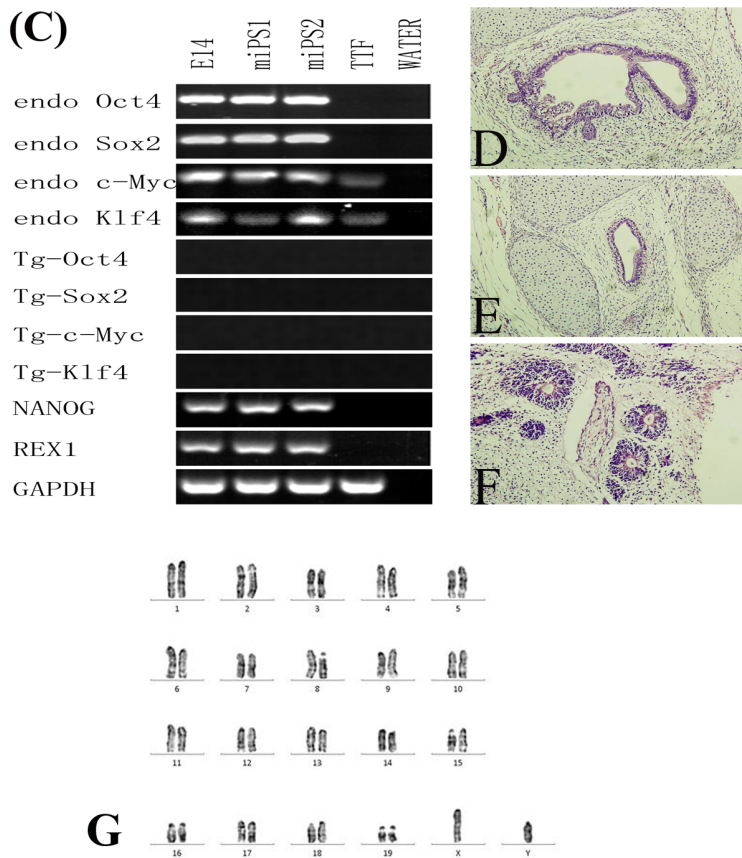 (C)
E14 miPS1 miPS2 TTF WATER
endo Oct4
endo Sox2
endo c-Myc
endo Klf4
Tg-Oct4
Tg-Sox2
Tg-c-Myc
Tg-Klf4
NANOG
REX1
GAPDH
D
E
F
1 2 3 4 5
6 7 8 9 10
11 12 13 14 15
G
16 17 18 19 X Y